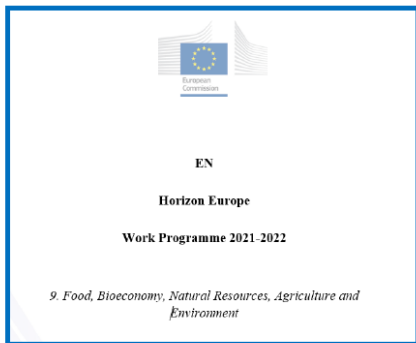 European
Commission
EN
Horizon Europe
Work Programme 2021-2022
9. Food, Bioeconomy, Natural Resources, Agriculture and
Environment